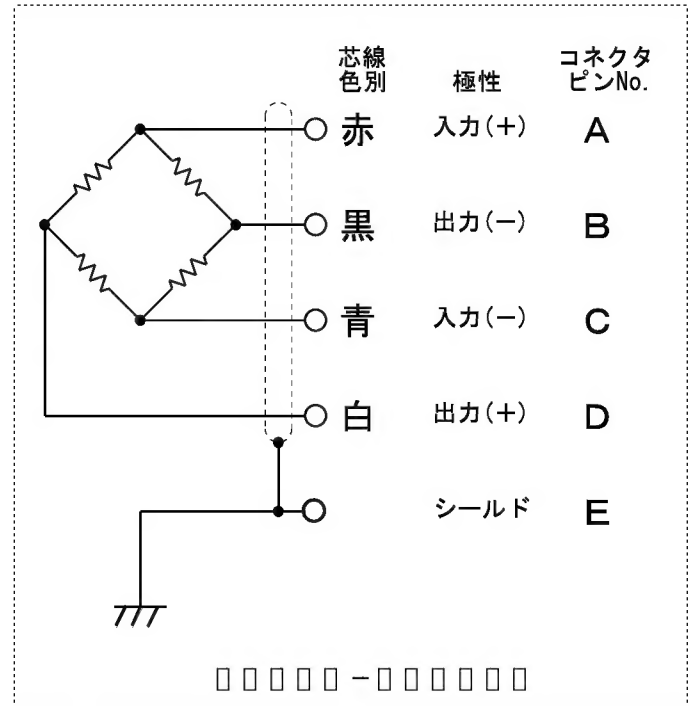 芯線
色別
極性
コネクタ
ピンNo.
赤 入力(+) A
黒 出力(−) B
青 入力(−) C
白 出力(+) D
シールド E